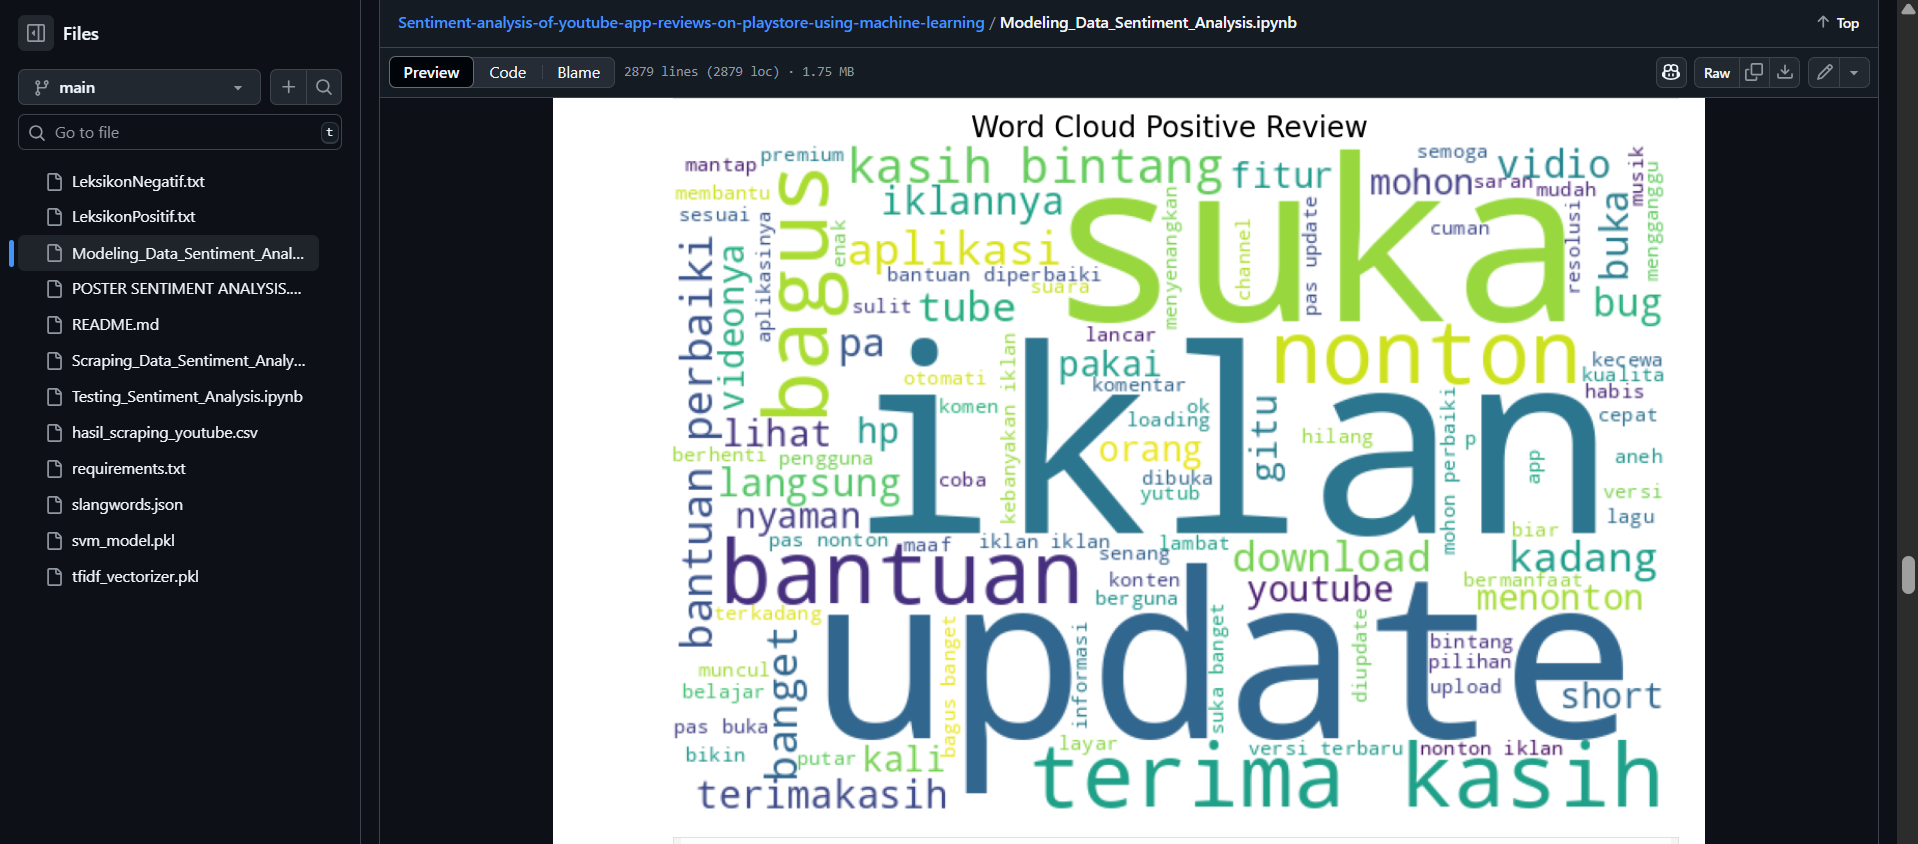 Files
main
Go to file
t
LeksikonNegatif.txt
LeksikonPositif.txt
Modeling_Data_Sentiment_Anal...
POSTER SENTIMENT ANALYSIS....
README.md
Scraping_Data_Sentiment_Analy...
Testing_Sentiment_Analysis.ipynb
hasil_scraping_youtube.csv
requirements.txt
slangwords.json
svm_model.pkl
tfidf_vectorizer.pkl
Sentiment-analysis-of-youtube-app-reviews-on-playstore-using-machine-learning / Modeling_Data_Sentiment_Analysis.ipynb
Top
Preview Code Blame 2879 lines (2879 loc) · 1.75 MB
Raw
Word Cloud Positive Review
mantap
premium
kasih bintang
fitur
semoga
vidio
musik
mengganggu
membantu
sesuai
aplikasinya
bagus
enak
iklannya
menyenangkan
suka
mohon
saran
mudah
resolusi
buka
cuman
aplikasi
bantuan diperbaiki
suara
channel
pas update
bantuan perbaiki
videonya
sulit
tube
bug
pa
lancar
pakai
nonton
kecewa
kualita
otomati
kebanyakan iklan
komentar
habis
iklan
komen
ok
loading
gitu
cepat
lihat
hp
orang
hilang
mohon perbaiki
p
app
aneh
berhenti
pengguna
langsung
coba
dibuka
yutub
versi
nyaman
lagu
biar
pas nonton
maaf
iklan iklan
senang
lambat
download
kadang
bantuan
konten
berguna
youtube
bermanfaat
menonton
terkadang
update
banget
bagus banget
informasi
suka banget
diupdate
bintang
pilihan
upload
short
muncul
belajar
pas buka
bikin
putar
kali
layar
versi terbaru
nonton iklan
terimakasih
terima kasih